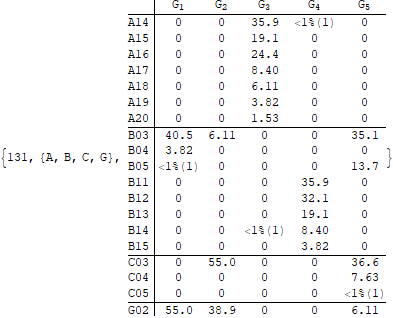 G1 G2 G3 G4 G5
A14 0 0 35.9 <1%(1) 0
A15 0 0 19.1 0 0
A16 0 0 24.4 0 0
A17 0 0 8.40 0 0
A18 0 0 6.11 0 0
A19 0 0 3.82 0 0
A20 0 0 1.53 0 0
B03 40.5 6.11 0 0 35.1
{131, {A, B, C, G}, B04 3.82 0 0 0 0 }
B05 <1%(1) 0 0 0 13.7
B11 0 0 0 35.9 0
B12 0 0 0 32.1 0
B13 0 0 0 19.1 0
B14 0 0 <1%(1) 8.40 0
B15 0 0 0 3.82 0
C03 0 55.0 0 0 36.6
C04 0 0 0 0 7.63
C05 0 0 0 0 <1%(1)
G02 55.0 38.9 0 0 6.11